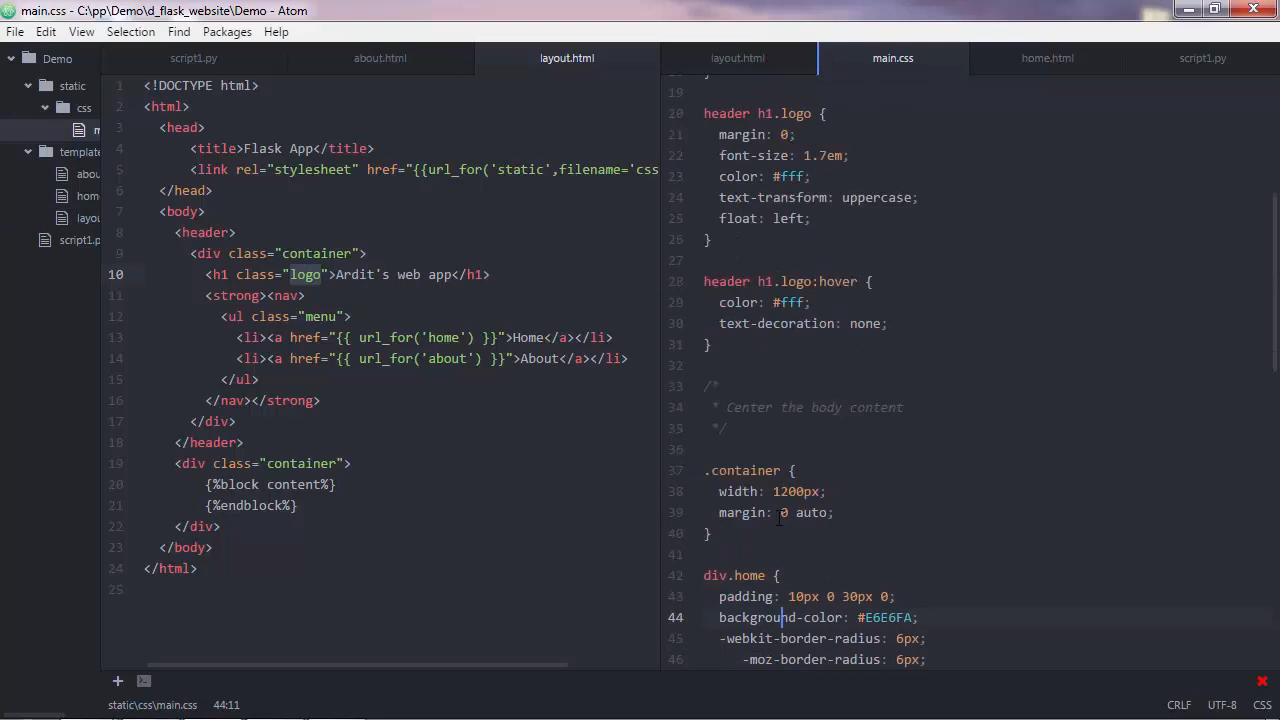 main.css - C:\pp\Demo\d_flask_website\Demo - Atom
File Edit View Selection Find Packages Help
Demo
static
css
m
template
abou
home
layou
script1.p
script1.py about.html layout.html
1 <!DOCTYPE html>
2 <html>
3 <head>
4 <title>Flask App</title>
5 <link rel="stylesheet" href="{{url_for('static',filename='css
6 </head>
7 <body>
8 <header>
9 <div class="container">
10 <h1 class="logo">Ardit's web app</h1>
11 <strong><nav>
12 <ul class="menu">
13 <li><a href="{{ url_for('home') }}">Home</a></li>
14 <li><a href="{{ url_for('about') }}">About</a></li>
15 </ul>
16 </nav></strong>
17 </div>
18 </header>
19 <div class="container">
20 {%block content%}
21 {%endblock%}
22 </div>
23 </body>
24 </html>
25
layout.html main.css home.html script1.py
}
19
20 header h1.logo {
21 margin: 0;
22 font-size: 1.7em;
23 color: #fff;
24 text-transform: uppercase;
25 float: left;
26 }
27
28 header h1.logo:hover {
29 color: #fff;
30 text-decoration: none;
31 }
32
33 /*
34 * Center the body content
35 */
36
37 .container {
38 width: 1200px;
39 margin: 0 auto;
40 }
41
42 div.home {
43 padding: 10px 0 30px 0;
44 background-color: #E6E6FA;
45 -webkit-border-radius: 6px;
46 -moz-border-radius: 6px;
static\css\main.css 44:11 CRLF UTF-8 CSS